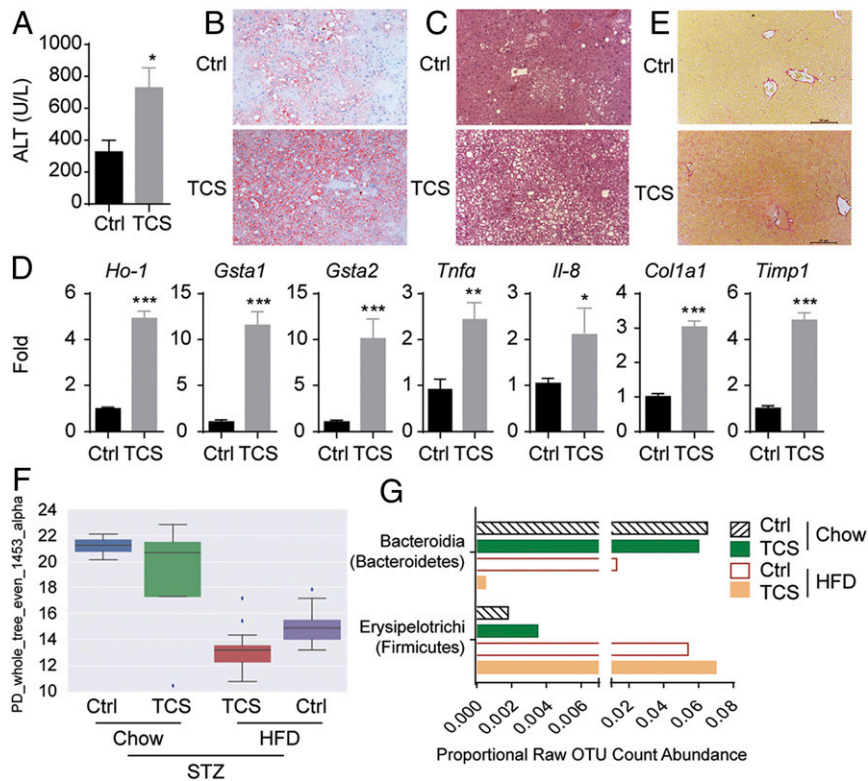 A
1000
800
600
400
200
0
ALT (U/L)
*
Ctrl TCS
B
Ctrl
TCS
C
Ctrl
TCS
E
Ctrl
TCS
D
Fold
Ho-1
6
4
2
0
***
Ctrl TCS
Gsta1
15
10
5
0
***
Ctrl TCS
Gsta2
15
10
5
0
***
Ctrl TCS
Tnfα
3
2
1
0
**
Ctrl TCS
Il-8
3
2
1
0
*
Ctrl TCS
Col1a1
4
3
2
1
0
***
Ctrl TCS
Timp1
6
4
2
0
***
Ctrl TCS
F
PD_whole_tree_even_1453_alpha
24
22
20
18
16
14
12
10
Ctrl TCS TCS Ctrl
Chow HFD
STZ
G
Bacteroidia
(Bacteroidetes)
Erysipelotrichi
(Firmicutes)
Ctrl
TCS
Chow
Ctrl
TCS
HFD
0.000 0.002 0.004 0.006 0.02 0.04 0.06 0.08
Proportional Raw OTU Count Abundance